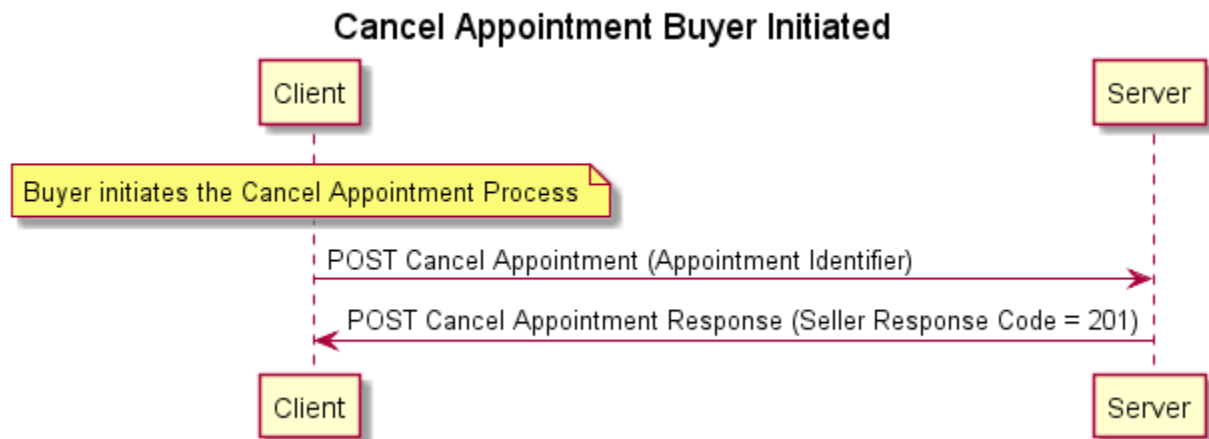 Cancel Appointment Buyer Initiated
Client
Server
Buyer initiates the Cancel Appointment Process
POST Cancel Appointment (Appointment Identifier)
POST Cancel Appointment Response (Seller Response Code = 201)
Client
Server